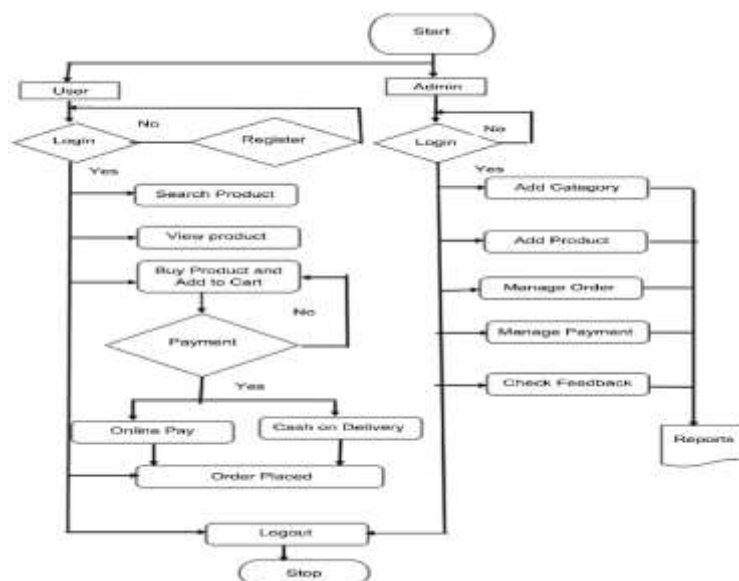 Start
User
Admin
Login
No
Register
Login
No
Yes
Yes
Search Product
Add Category
View product
Add Product
Buy Product and
Add to Cart
Manage Order
No
Payment
Manage Payment
Yes
Check Feedback
Online Pay
Cash on Delivery
Reports
Order Placed
Logout
Stop